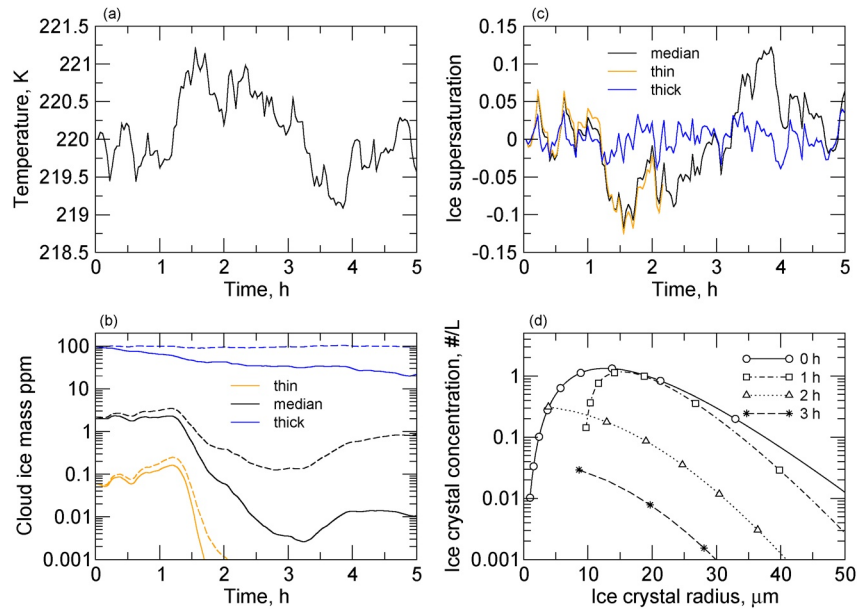 (a)
221
220.5
220
219.5
219
218.5
Temperature, K
0
1
2
3
4
5
Time, h
(c)
0.15
0.1
0.05
0
-0.05
-0.1
-0.15
Ice supersaturation
median
thin
thick
0
1
2
3
4
5
Time, h
(b)
100
10
1
0.1
0.01
0.001
Cloud ice mass ppm
thin
median
thick
0
1
2
3
4
5
Time, h
(d)
1
0.1
0.01
0.001
Ice crystal concentration, #/L
0 h
1 h
2 h
3 h
0
10
20
30
40
50
Ice crystal radius, μm